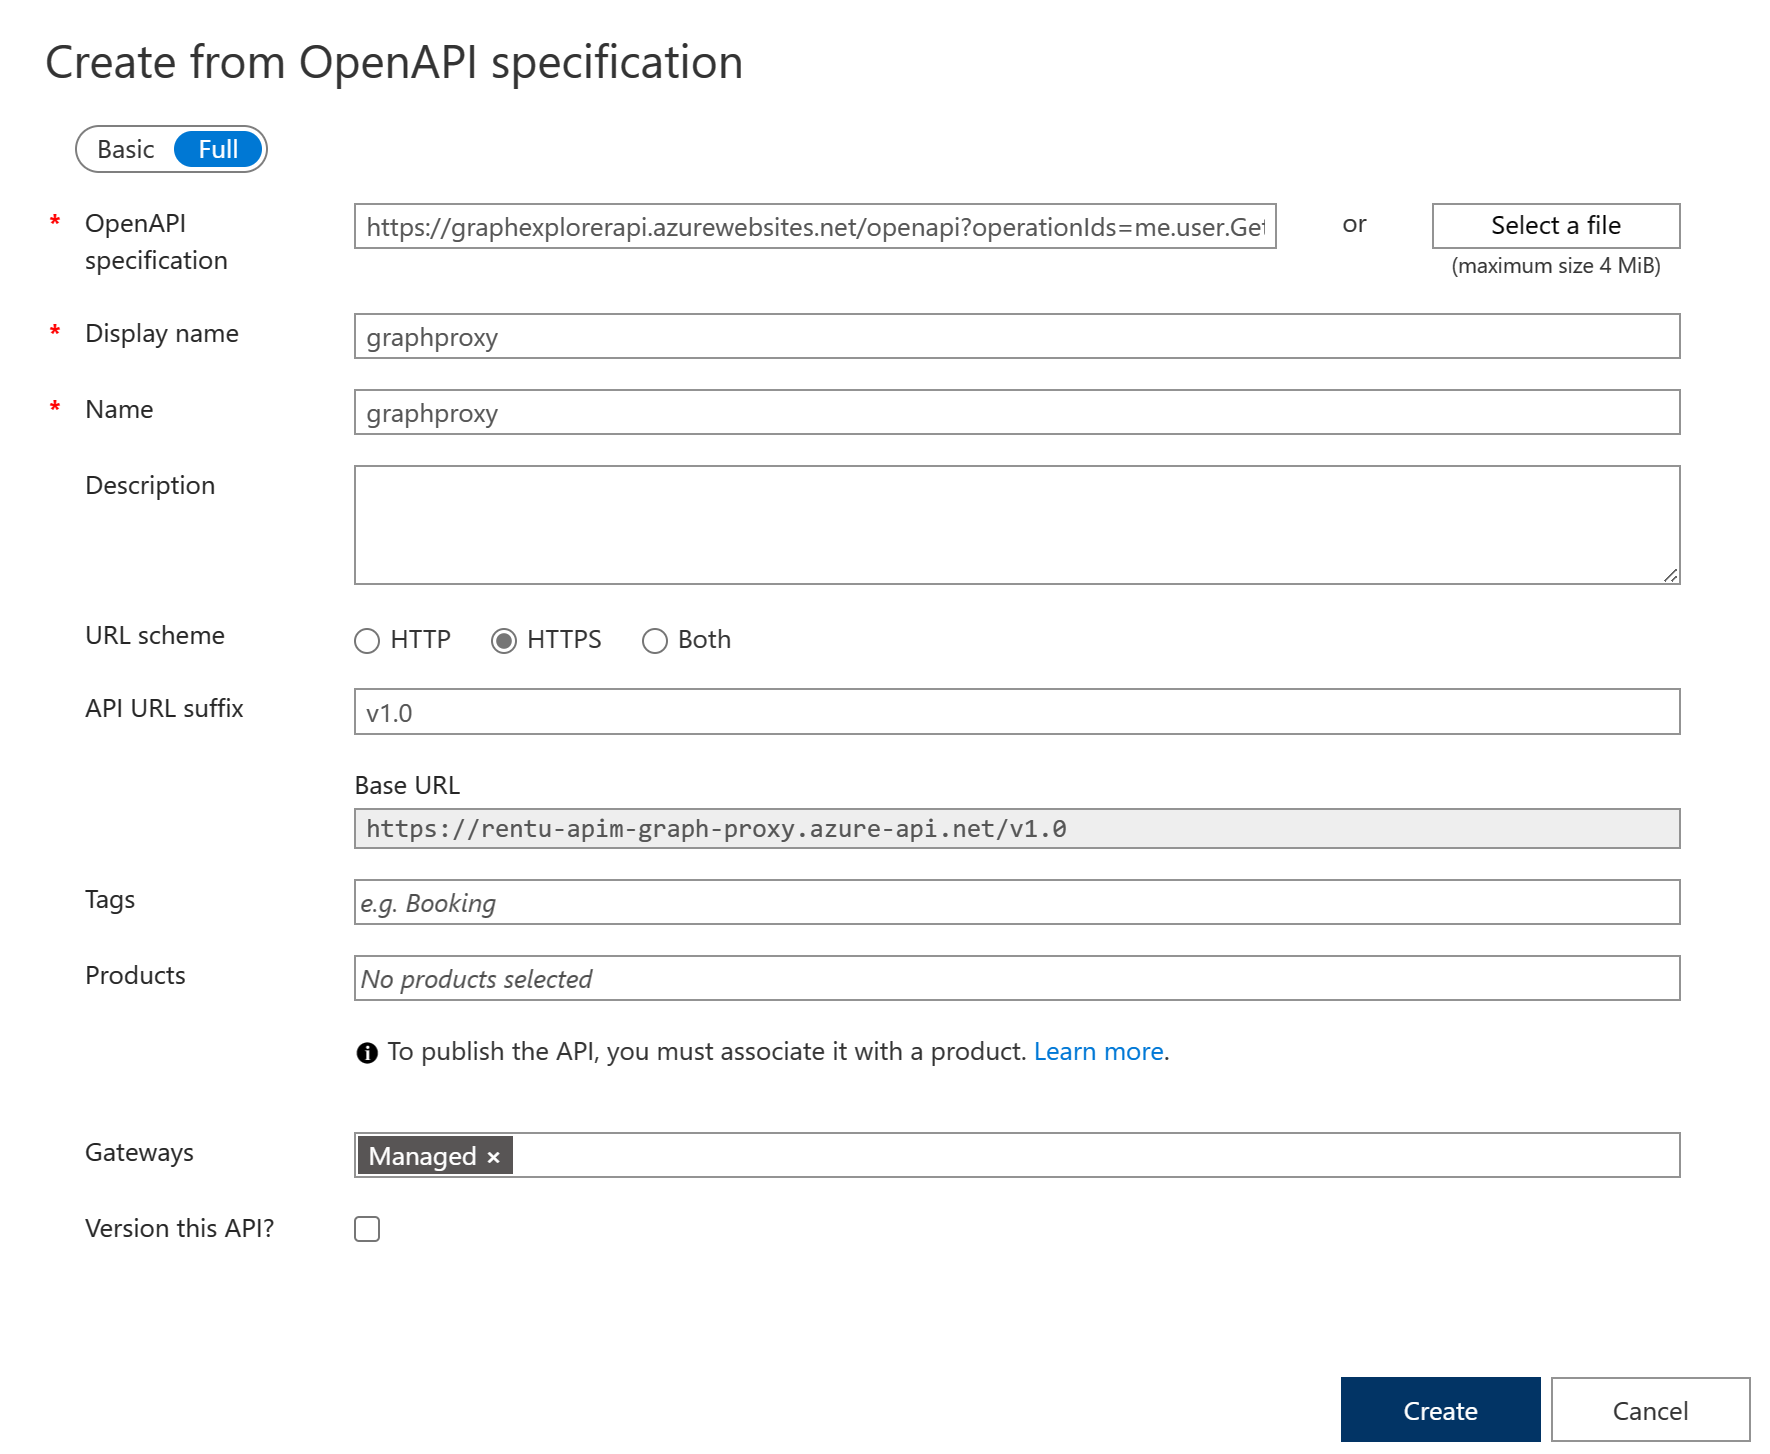 Create from OpenAPI specification
Basic Full
* OpenAPI specification https://graphexplorerapi.azurewebsites.net/openapi?operationIds=me.user.Get or Select a file
(maximum size 4 MiB)
* Display name graphproxy
* Name graphproxy
Description
URL scheme HTTP HTTPS Both
API URL suffix v1.0
Base URL
https://rentu-apim-graph-proxy.azure-api.net/v1.0
Tags e.g. Booking
Products No products selected
To publish the API, you must associate it with a product. Learn more.
Gateways Managed ×
Version this API?
Create Cancel